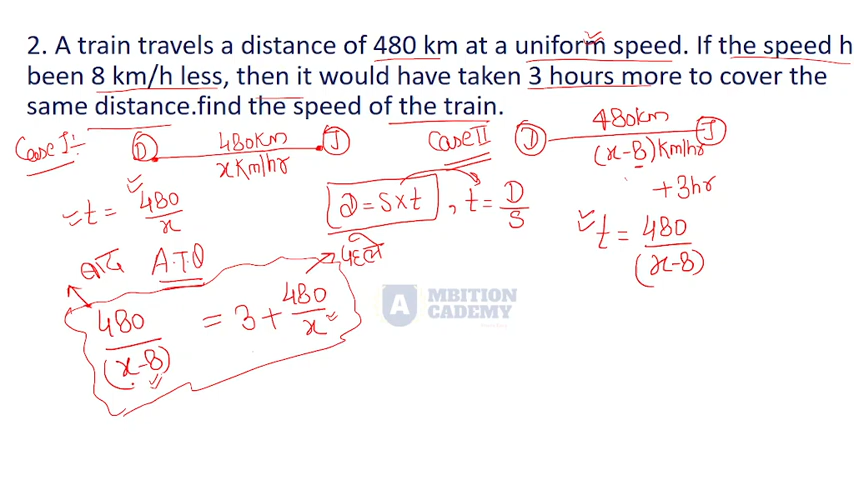 2. A train travels a distance of 480 km at a uniform speed. If the speed h
been 8 km/h less, then it would have taken 3 hours more to cover the
same distance.find the speed of the train.
Case I:- D 480km J Case II D 480km J
x Km/hr (x-8)Km/hr
+3hr
t = 480/x D = S×t , t = D/S t = 480/(x-8)
बाद A.T.Q पहले
480/(x-8) = 3 + 480/x
A MBITION
CADEMY